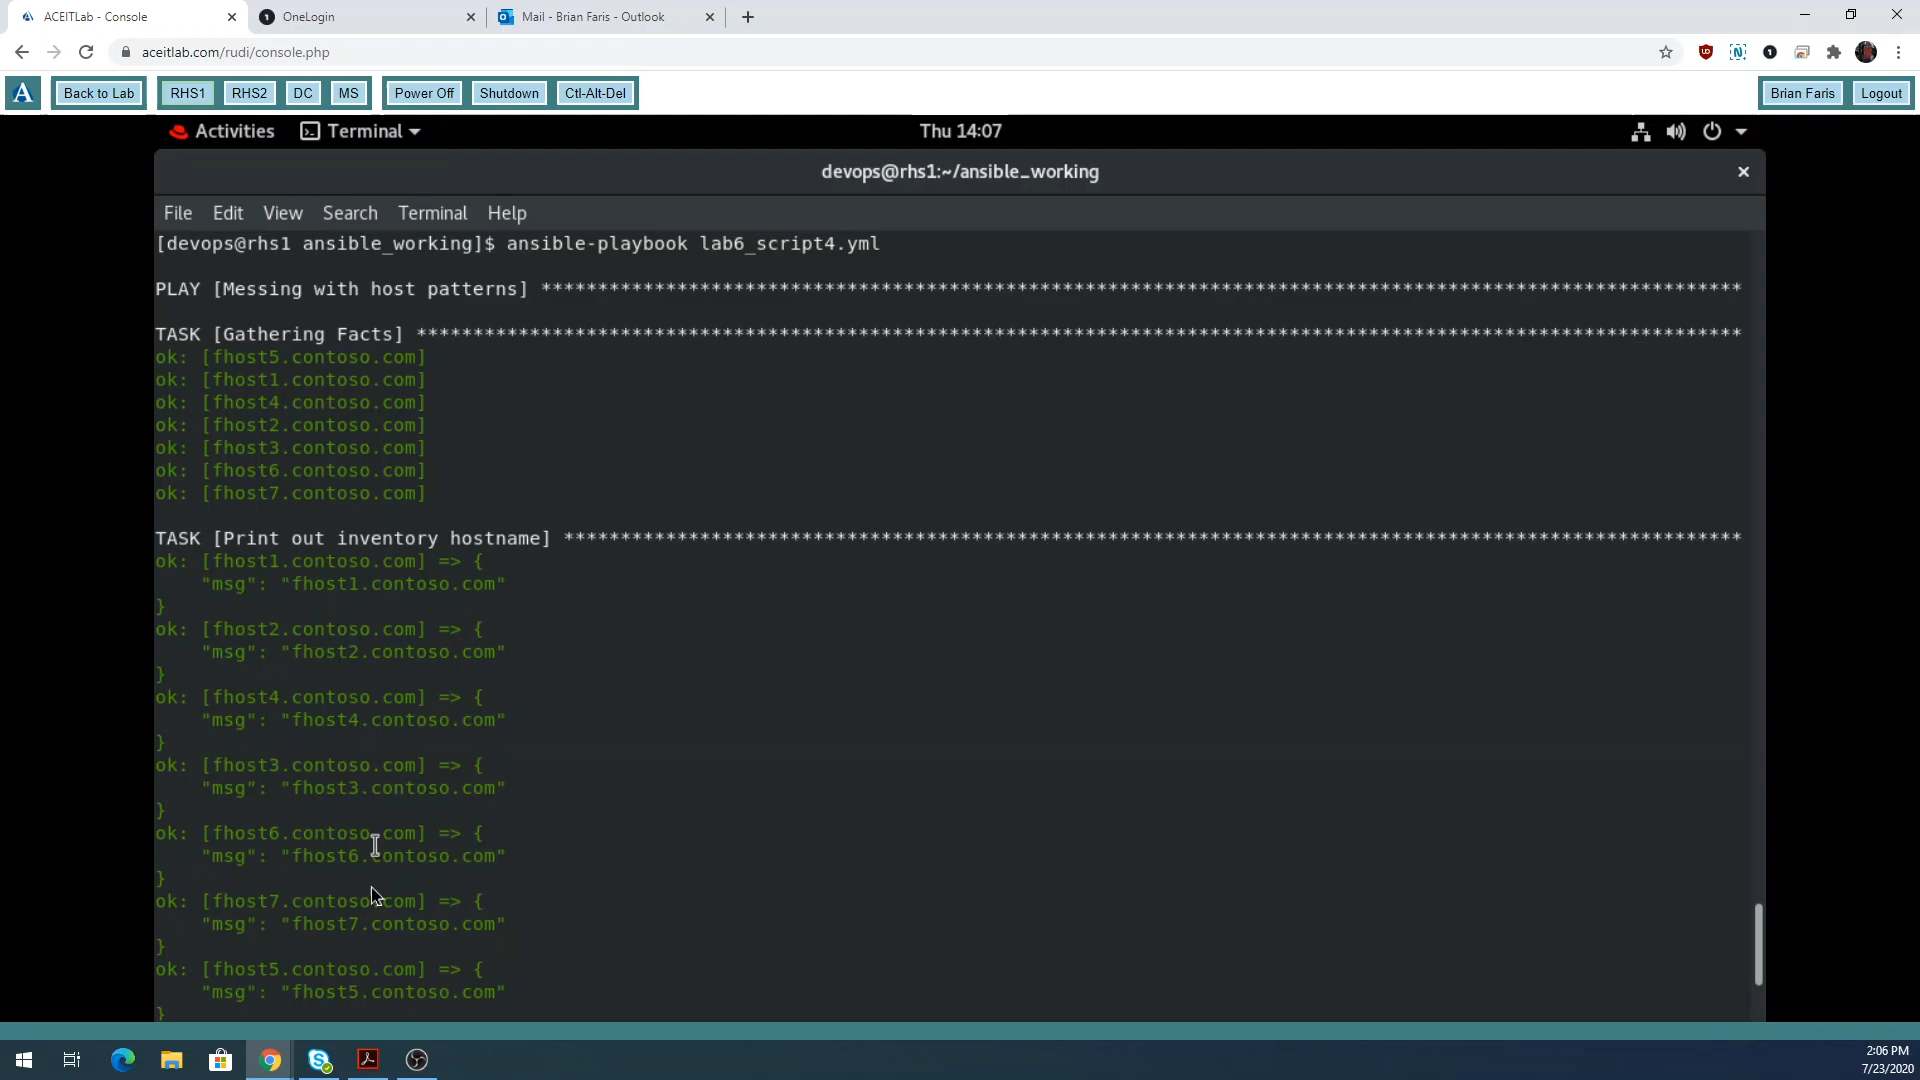 ACEITLab - Console
OneLogin
Mail - Brian Faris - Outlook
aceitlab.com/rudi/console.php
Back to Lab RHS1 RHS2 DC MS Power Off Shutdown Ctl-Alt-Del Brian Faris Logout
Activities Terminal Thu 14:07
devops@rhs1:~/ansible_working
File Edit View Search Terminal Help
[devops@rhs1 ansible_working]$ ansible-playbook lab6_script4.yml
PLAY [Messing with host patterns] **********************************************************************************************************
TASK [Gathering Facts] *********************************************************************************************************************
ok: [fhost5.contoso.com]
ok: [fhost1.contoso.com]
ok: [fhost4.contoso.com]
ok: [fhost2.contoso.com]
ok: [fhost3.contoso.com]
ok: [fhost6.contoso.com]
ok: [fhost7.contoso.com]
TASK [Print out inventory hostname] ********************************************************************************************************
ok: [fhost1.contoso.com] => {
    "msg": "fhost1.contoso.com"
}
ok: [fhost2.contoso.com] => {
    "msg": "fhost2.contoso.com"
}
ok: [fhost4.contoso.com] => {
    "msg": "fhost4.contoso.com"
}
ok: [fhost3.contoso.com] => {
    "msg": "fhost3.contoso.com"
}
ok: [fhost6.contoso.com] => {
    "msg": "fhost6.contoso.com"
}
ok: [fhost7.contoso.com] => {
    "msg": "fhost7.contoso.com"
}
ok: [fhost5.contoso.com] => {
    "msg": "fhost5.contoso.com"
}
2:06 PM
7/23/2020